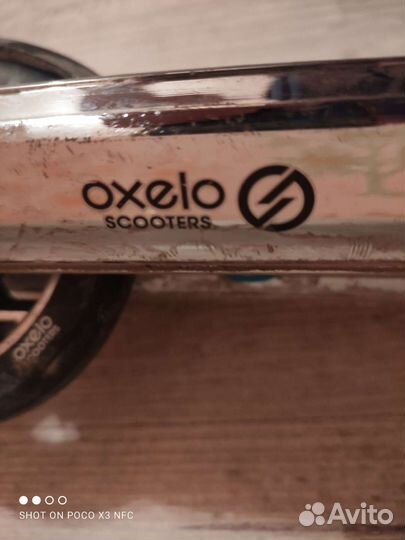 oxelo
SCOOTERS
oxelo
scooters
SHOT ON POCO X3 NFC
Avito